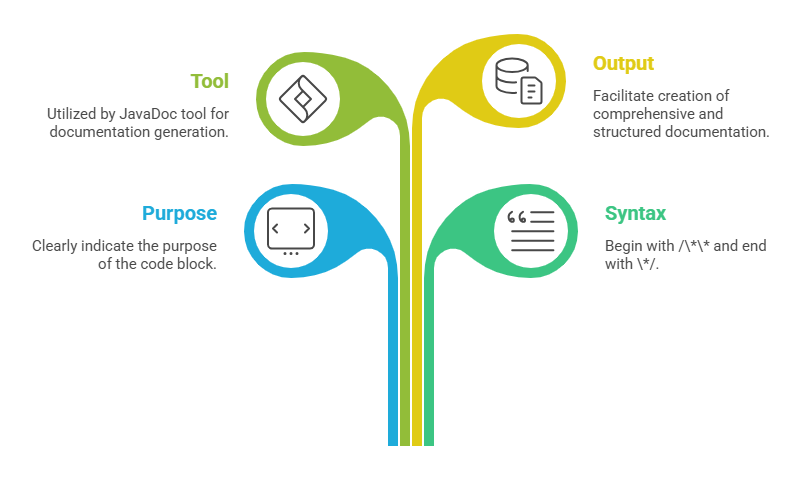 Tool
Utilized by JavaDoc tool for
documentation generation.
Output
Facilitate creation of
comprehensive and
structured documentation.
Purpose
Clearly indicate the purpose
of the code block.
Syntax
Begin with /\*\* and end
with \*/.